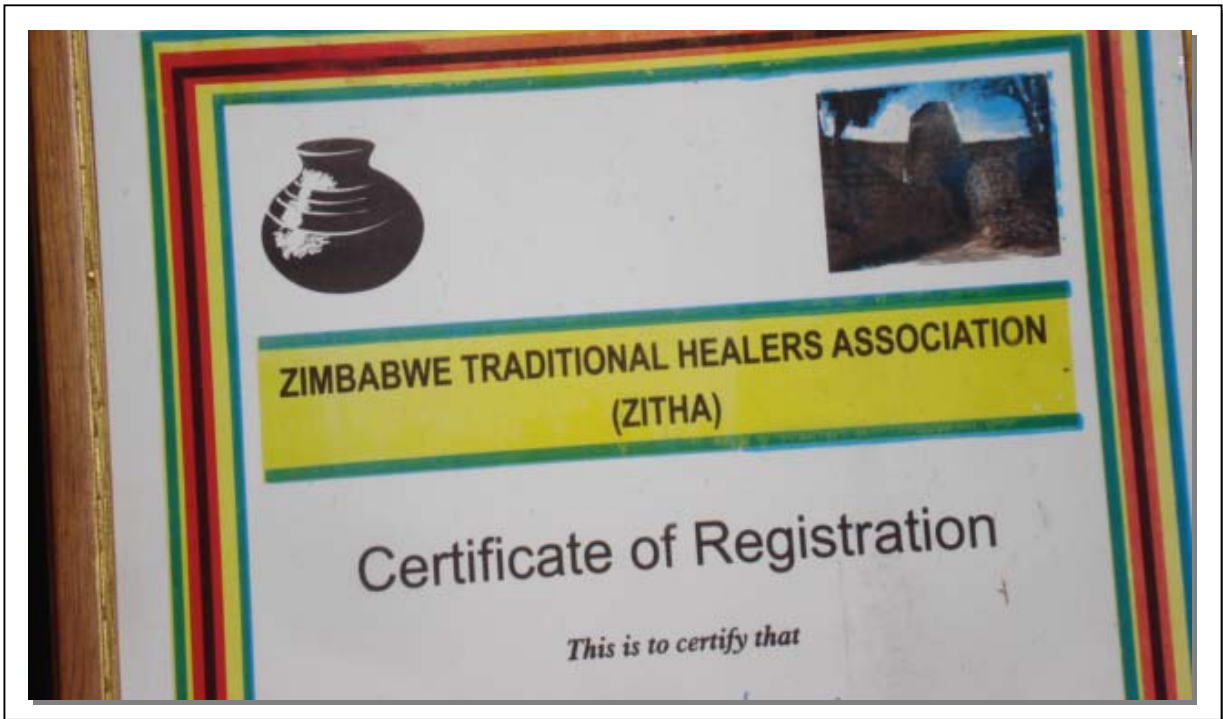 ZIMBABWE TRADITIONAL HEALERS ASSOCIATION
(ZITHA)
Certificate of Registration
This is to certify that